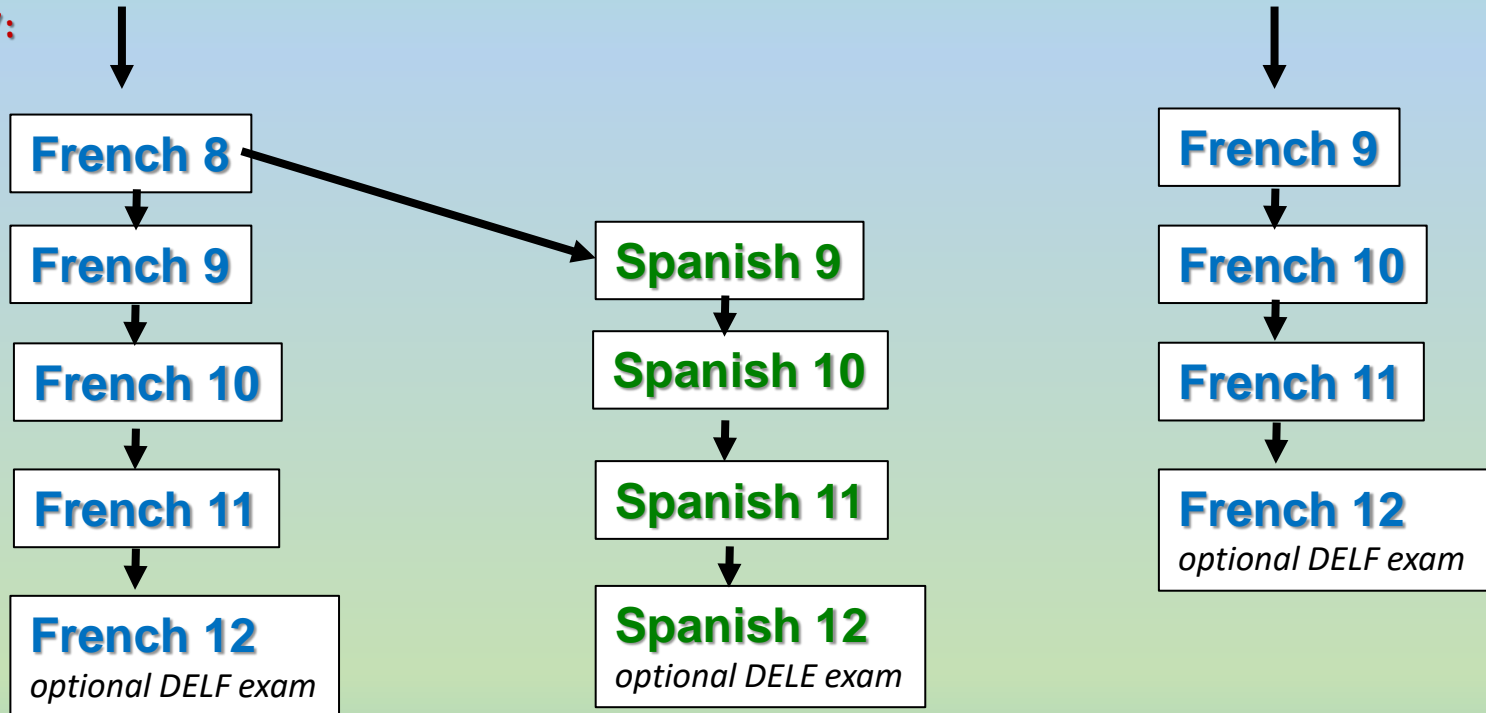 French 8
French 9
French 10
French 11
French 12
optional DELF exam
Spanish 9
Spanish 10
Spanish 11
Spanish 12
optional DELE exam
French 9
French 10
French 11
French 12
optional DELF exam